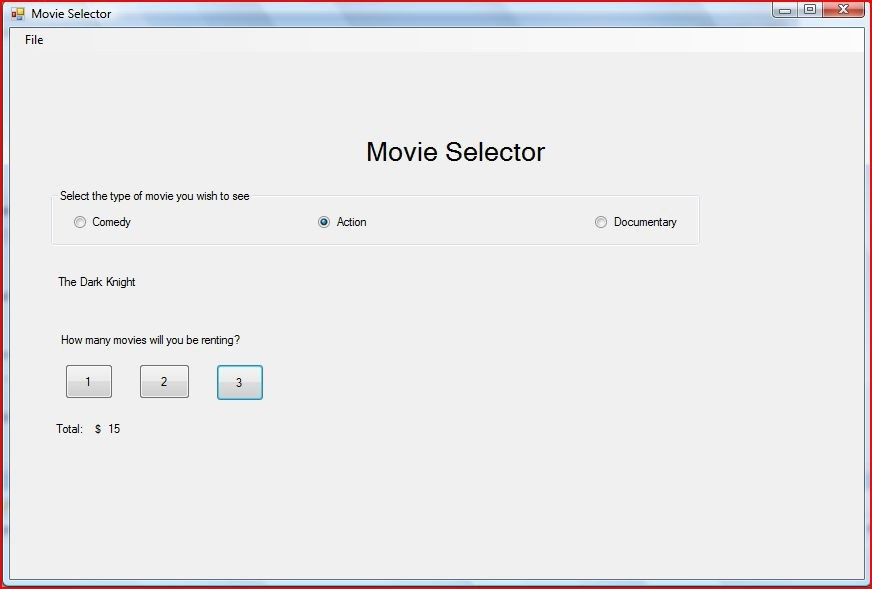 Movie Selector
File
Movie Selector
Select the type of movie you wish to see
Comedy Action Documentary
The Dark Knight
How many movies will you be renting?
1 2 3
Total: $ 15